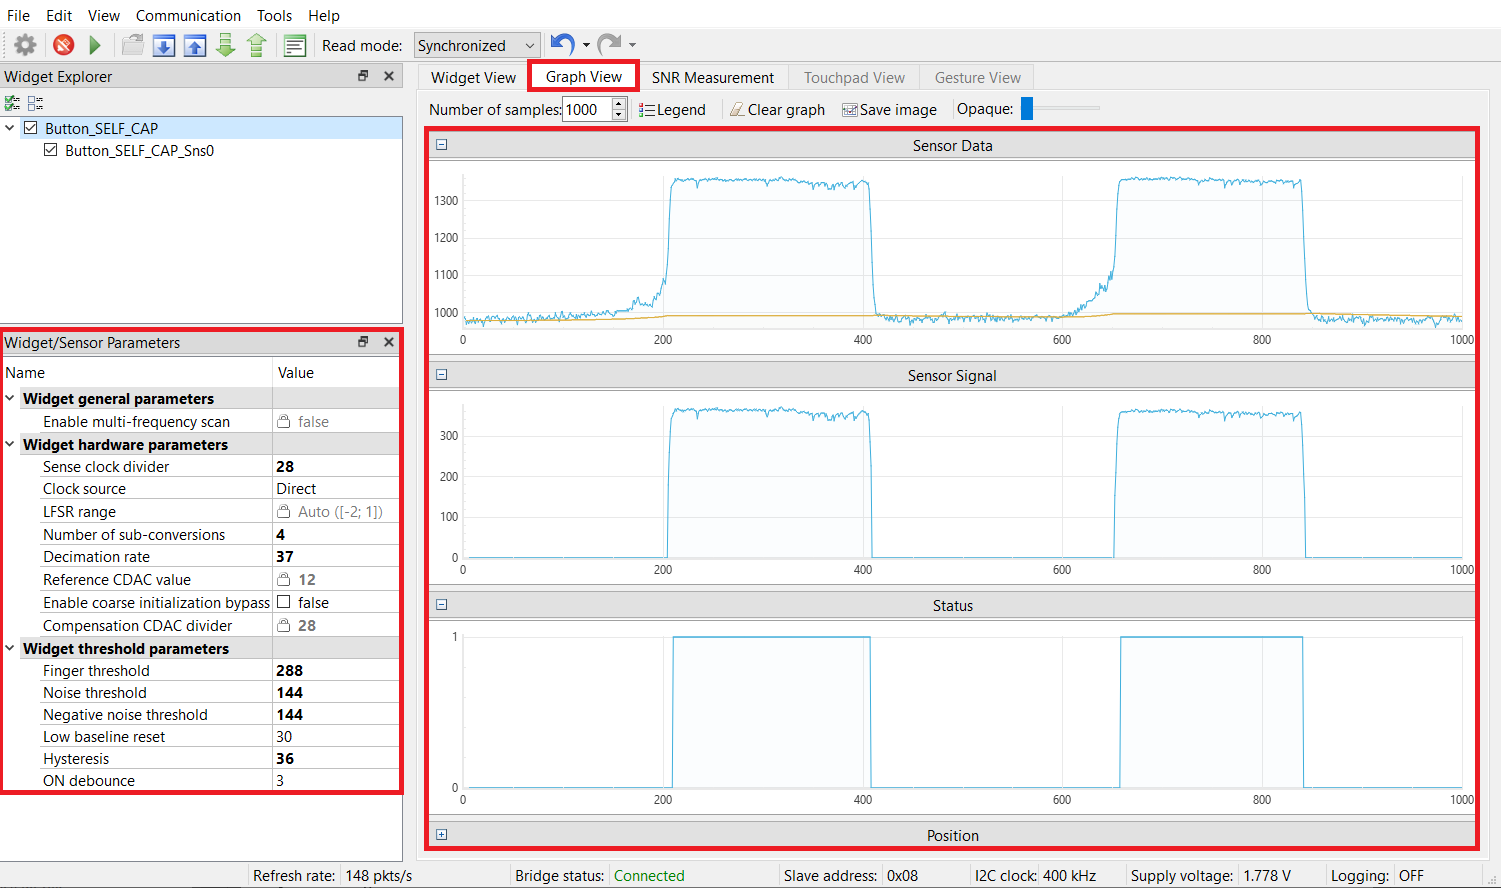 File Edit View Communication Tools Help
Read mode: Synchronized
Widget Explorer
Button_SELF_CAP
Button_SELF_CAP_Sns0
Widget/Sensor Parameters
Name Value
Widget general parameters
Enable multi-frequency scan false
Widget hardware parameters
Sense clock divider 28
Clock source Direct
LFSR range Auto ([-2; 1])
Number of sub-conversions 4
Decimation rate 37
Reference CDAC value 12
Enable coarse initialization bypass false
Compensation CDAC divider 28
Widget threshold parameters
Finger threshold 288
Noise threshold 144
Negative noise threshold 144
Low baseline reset 30
Hysteresis 36
ON debounce 3
Widget View Graph View SNR Measurement Touchpad View Gesture View
Number of samples: 1000 Legend Clear graph Save image Opaque:
Sensor Data
1300
1200
1100
1000
0 200 400 600 800 1000
Sensor Signal
300
200
100
0
0 200 400 600 800 1000
Status
1
0
0 200 400 600 800 1000
Position
Refresh rate: 148 pkts/s Bridge status: Connected Slave address: 0x08 I2C clock: 400 kHz Supply voltage: 1.778 V Logging: OFF